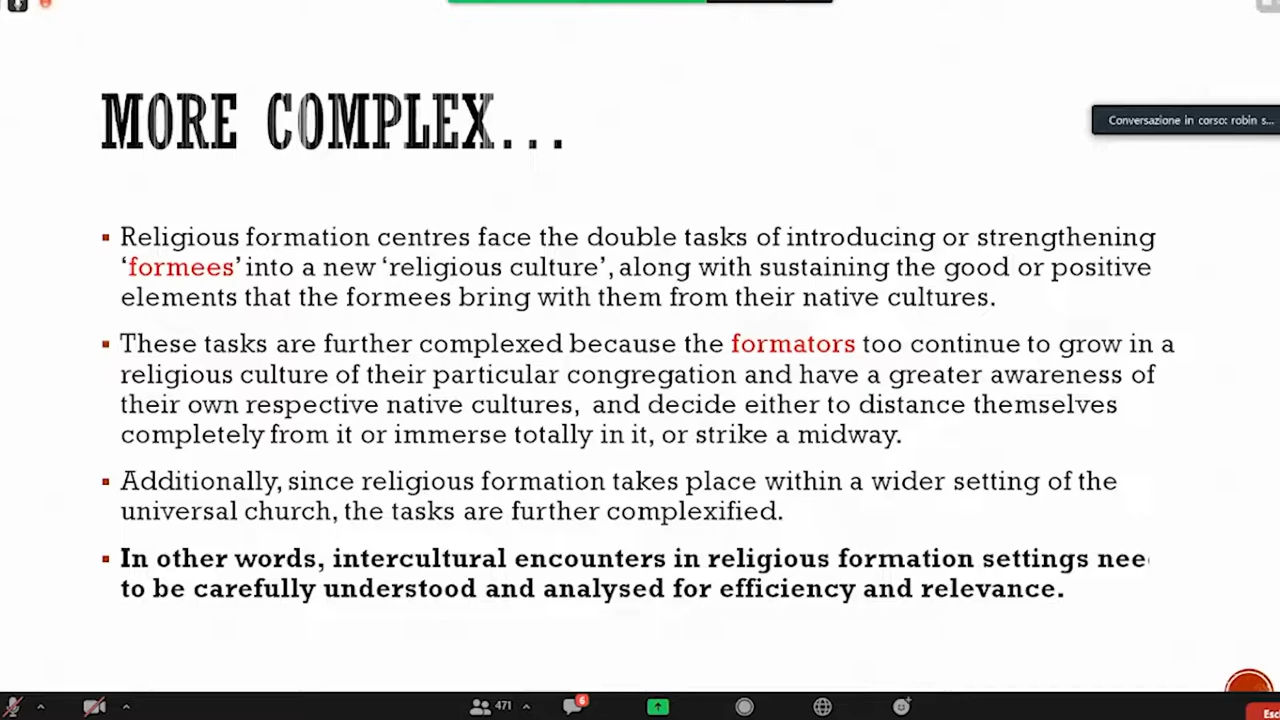 MORE COMPLEX...
Conversazione in corso: robin s...
▪ Religious formation centres face the double tasks of introducing or strengthening
‘formees’ into a new ‘religious culture’, along with sustaining the good or positive
elements that the formees bring with them from their native cultures.
▪ These tasks are further complexed because the formators too continue to grow in a
religious culture of their particular congregation and have a greater awareness of
their own respective native cultures, and decide either to distance themselves
completely from it or immerse totally in it, or strike a midway.
▪ Additionally, since religious formation takes place within a wider setting of the
universal church, the tasks are further complexified.
▪ In other words, intercultural encounters in religious formation settings nee
to be carefully understood and analysed for efficiency and relevance.
471
6
Esc